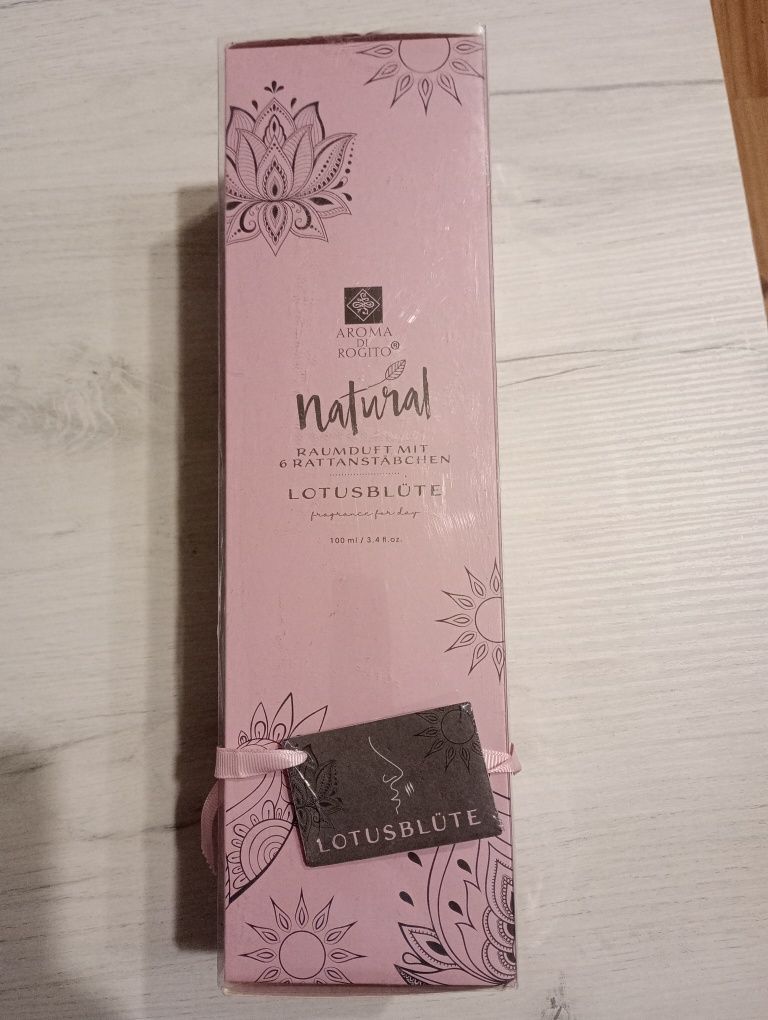 AROMA
DI
ROGITO®
natural
RAUMDUFT MIT
6 RATTANSTÄBCHEN
LOTUSBLÜTE
fragrance for day
100 ml / 3.4 fl.oz.
LOTUSBLÜTE